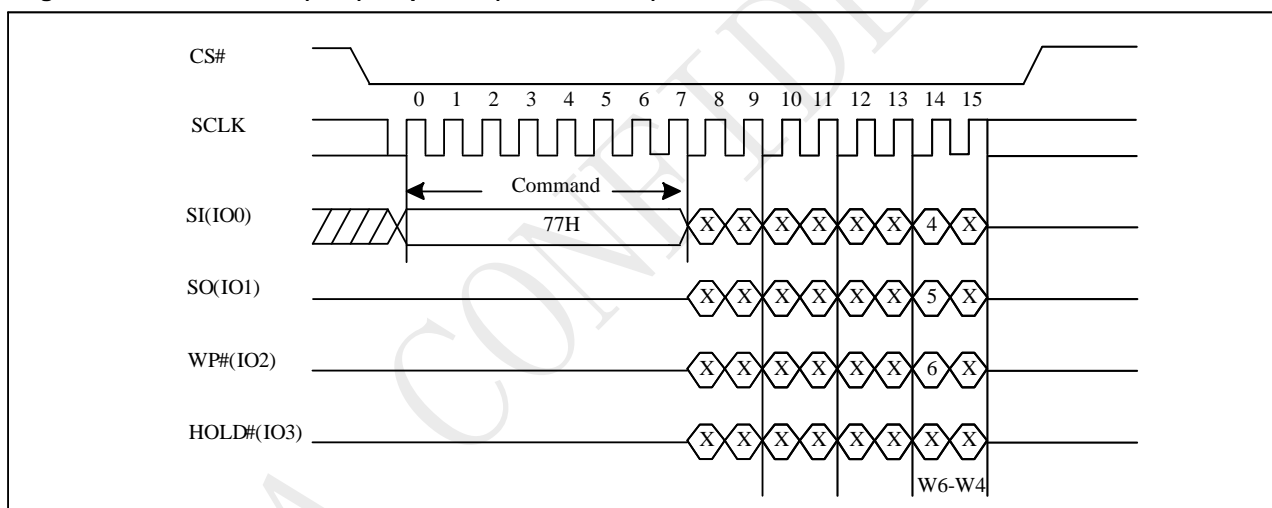 CS#
0 1 2 3 4 5 6 7 8 9 10 11 12 13 14 15
SCLK
Command
SI(IO0) 77H X X X X X X 4 X
SO(IO1) X X X X X X 5 X
WP#(IO2) X X X X X X 6 X
HOLD#(IO3) X X X X X X X X
W6-W4